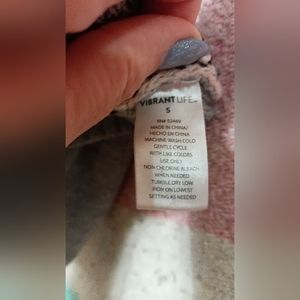 VIBRANT LIFE
S
RN# 52469
MADE IN CHINA/
HECHO EN CHINA
MACHINE WASH COLD
GENTLE CYCLE
WITH LIKE COLORS
USE ONLY
NON CHLORINE BLEACH
WHEN NEEDED
TUMBLE DRY LOW
IRON ON LOWEST
SETTING AS NEEDED